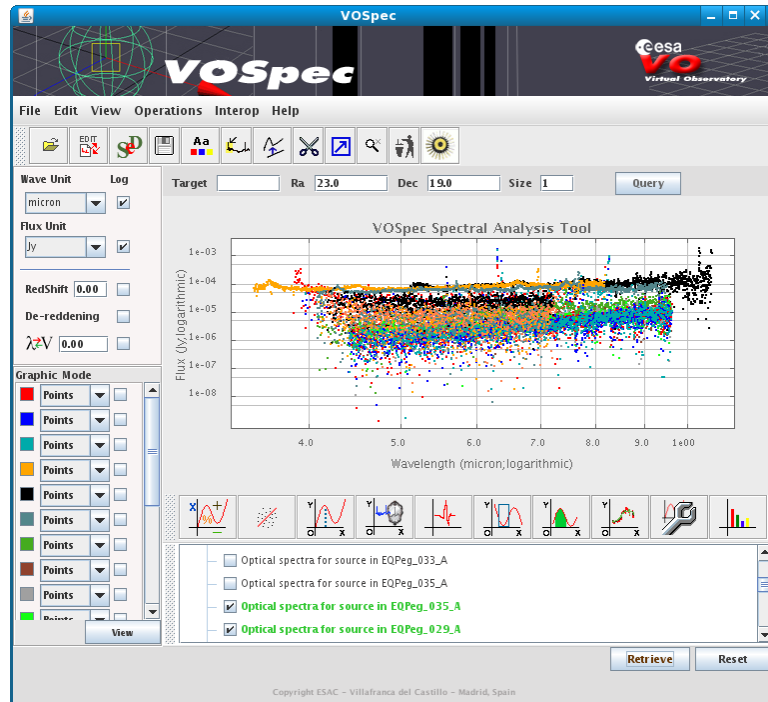 VOSpec
VOSpec
esa
VO
Virtual Observatory
File Edit View Operations Interop Help
EDIT
SeD
Aa
Wave Unit Log
micron
Flux Unit
Jy
RedShift 0.00
De-reddening
λ⇄V 0.00
Target Ra 23.0 Dec 19.0 Size 1 Query
VOSpec Spectral Analysis Tool
Flux (Jy;logarithmic)
1e-03
1e-04
1e-05
1e-06
1e-07
1e-08
4.0 5.0 6.0 7.0 8.0 9.0 1e00
Wavelength (micron;logarithmic)
Graphic Mode
Points
Points
Points
Points
Points
Points
Points
Points
Points
Points
View
X + % −
Y O X
Y O X
Y O X
Y O X
Y O X
Optical spectra for source in EQPeg_033_A
Optical spectra for source in EQPeg_035_A
Optical spectra for source in EQPeg_035_A
Optical spectra for source in EQPeg_029_A
Retrieve Reset
Copyright ESAC – Villafranca del Castillo – Madrid, Spain